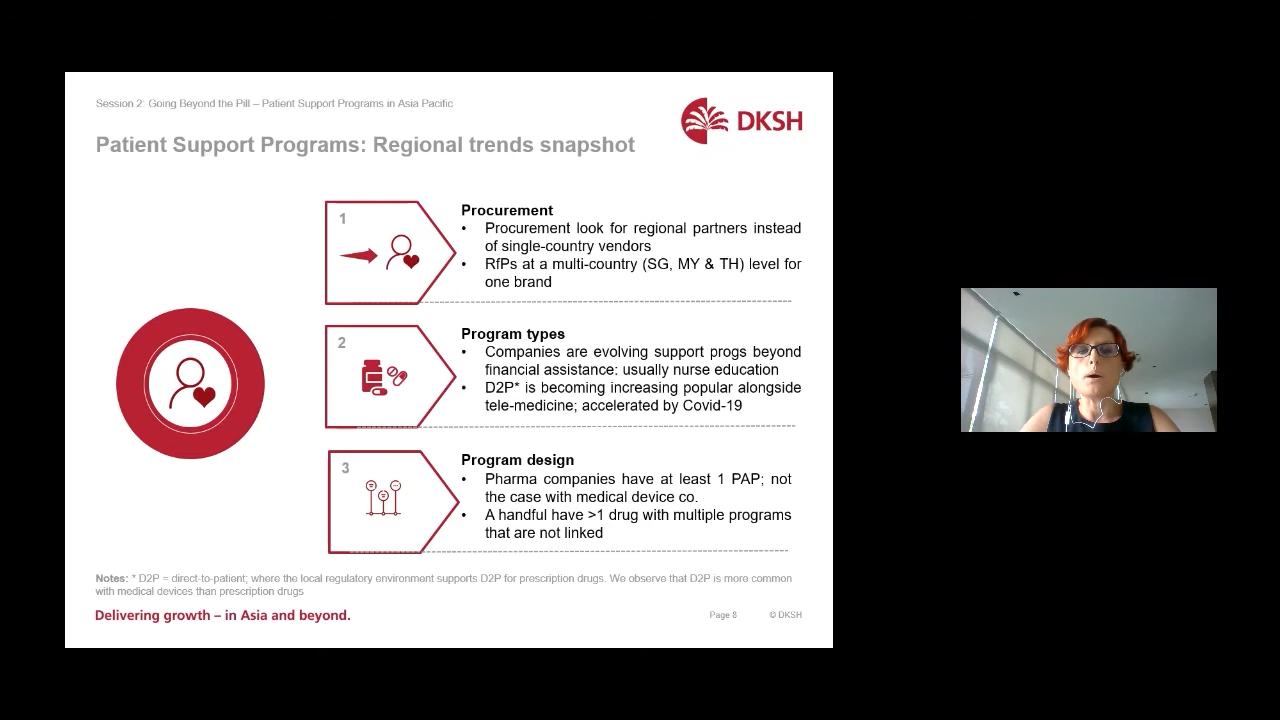 Session 2: Going Beyond the Pill – Patient Support Programs in Asia Pacific
DKSH
Patient Support Programs: Regional trends snapshot
1
Procurement
• Procurement look for regional partners instead
of single-country vendors
• RfPs at a multi-country (SG, MY & TH) level for
one brand
2
Program types
• Companies are evolving support progs beyond
financial assistance: usually nurse education
• D2P* is becoming increasing popular alongside
tele-medicine; accelerated by Covid-19
3
Program design
• Pharma companies have at least 1 PAP; not
the case with medical device co.
• A handful have >1 drug with multiple programs
that are not linked
Notes: * D2P = direct-to-patient; where the local regulatory environment supports D2P for prescription drugs. We observe that D2P is more common
with medical devices than prescription drugs
Delivering growth – in Asia and beyond.
Page 8
© DKSH